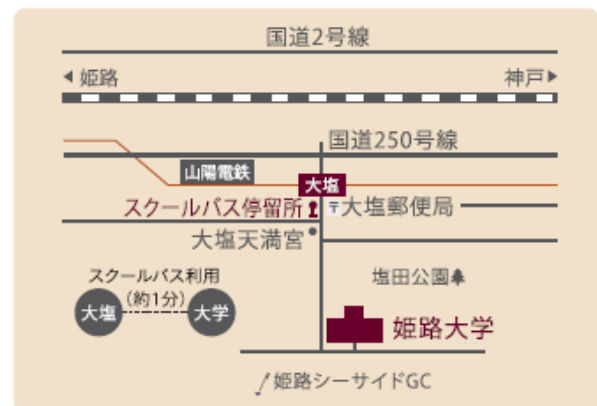 国道2号線
姫路
神戸
国道250号線
山陽電鉄
大塩
スクールバス停留所
〒大塩郵便局
大塩天満宮
スクールバス利用
(約1分)
大塩
大学
塩田公園
姫路大学
姫路シーサイドGC